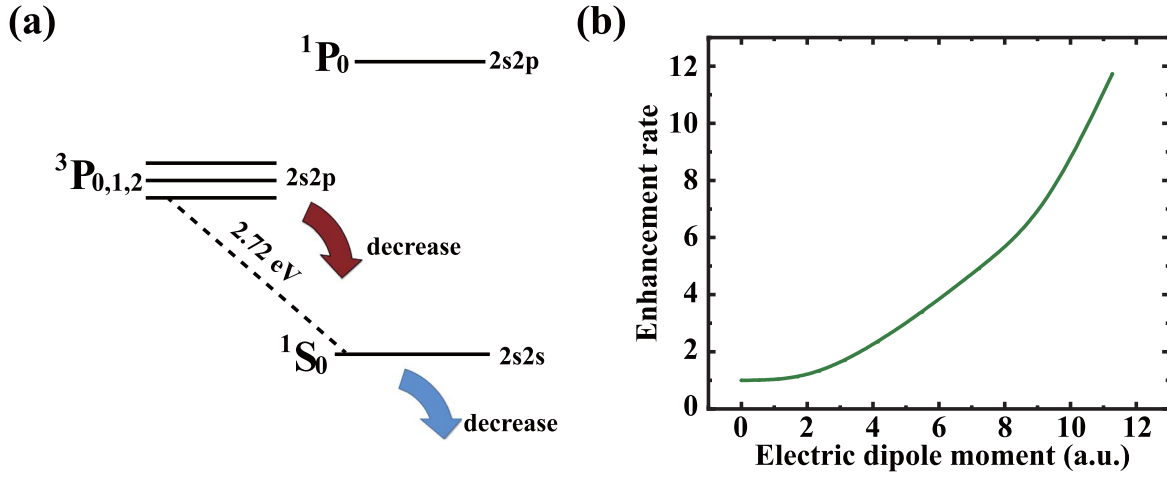 (a)
¹P₀ 2s2p
³P₀,₁,₂ 2s2p
2.72 eV
decrease
¹S₀ 2s2s
decrease
(b)
Enhancement rate
12
10
8
6
4
2
0
0 2 4 6 8 10 12
Electric dipole moment (a.u.)